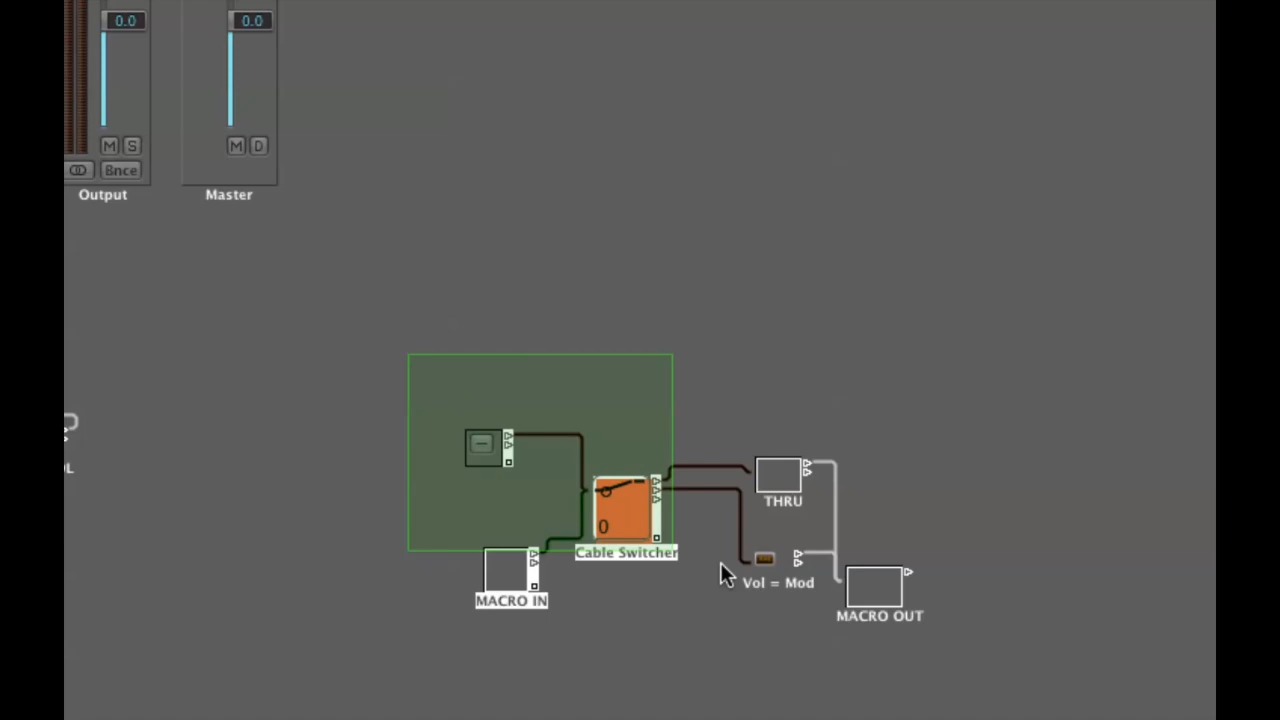 0.0
0.0
M S
M D
Bnce
Output
Master
L
THRU
0
Cable Switcher
Vol = Mod
MACRO IN
MACRO OUT